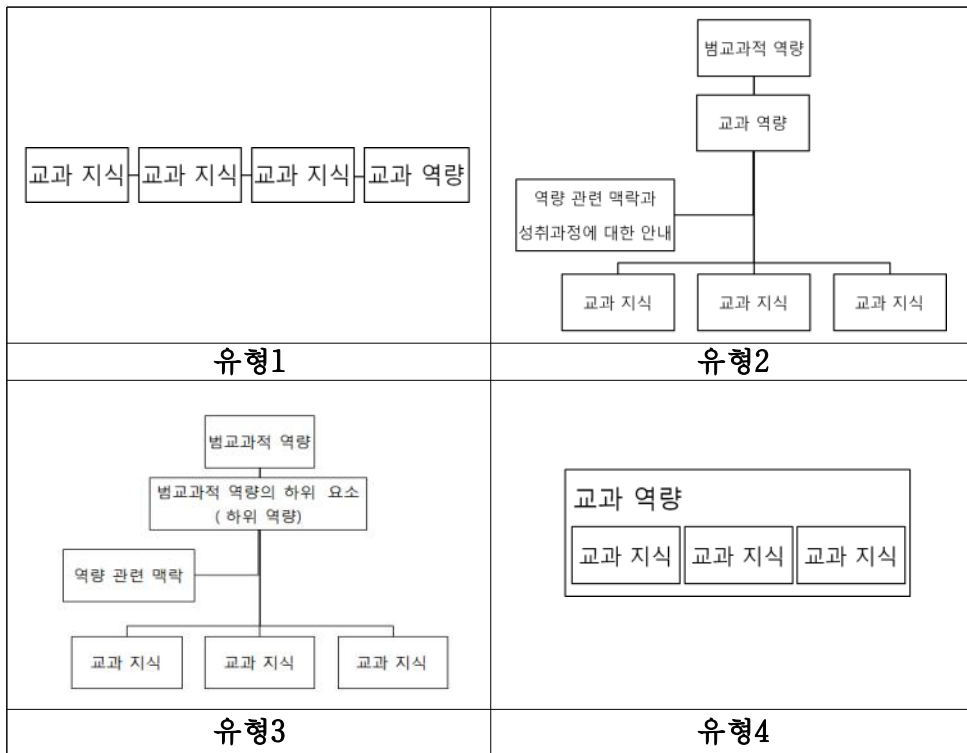 교과 지식
교과 지식
교과 지식
교과 역량
유형1
범교과적 역량
교과 역량
역량 관련 맥락과
성취과정에 대한 안내
교과 지식
교과 지식
교과 지식
유형2
범교과적 역량
범교과적 역량의 하위 요소
( 하위 역량)
역량 관련 맥락
교과 지식
교과 지식
교과 지식
유형3
교과 역량
교과 지식
교과 지식
교과 지식
유형4